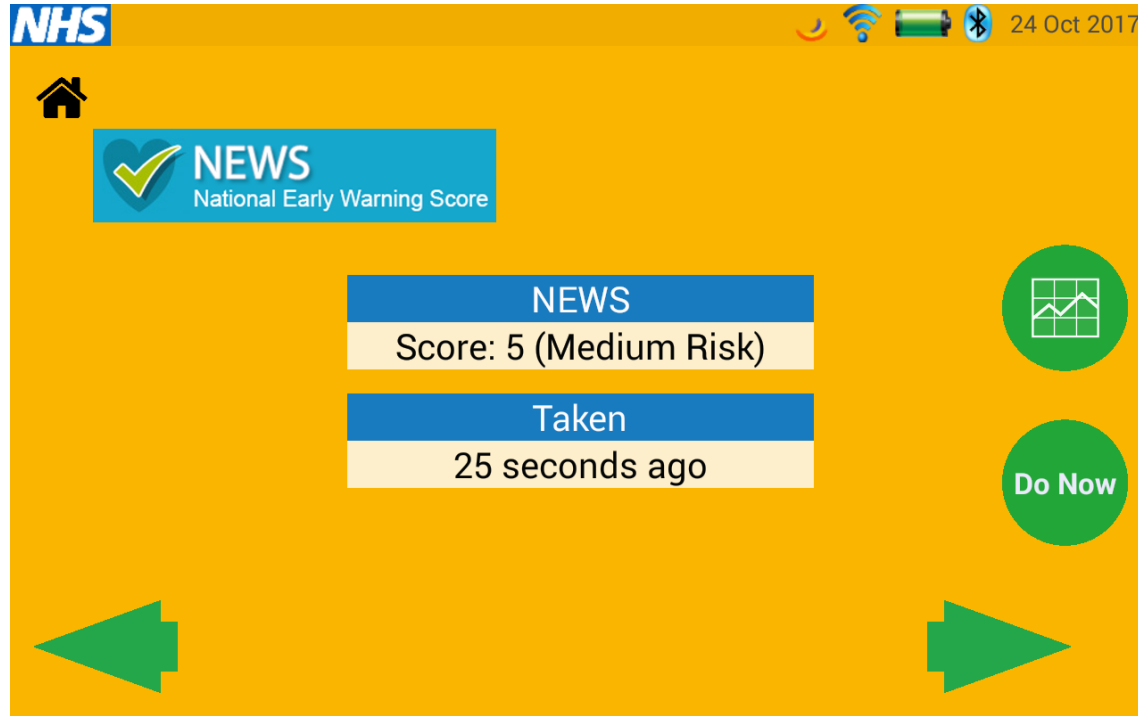 NHS
24 Oct 2017
NEWS
National Early Warning Score
NEWS
Score: 5 (Medium Risk)
Taken
25 seconds ago
Do Now